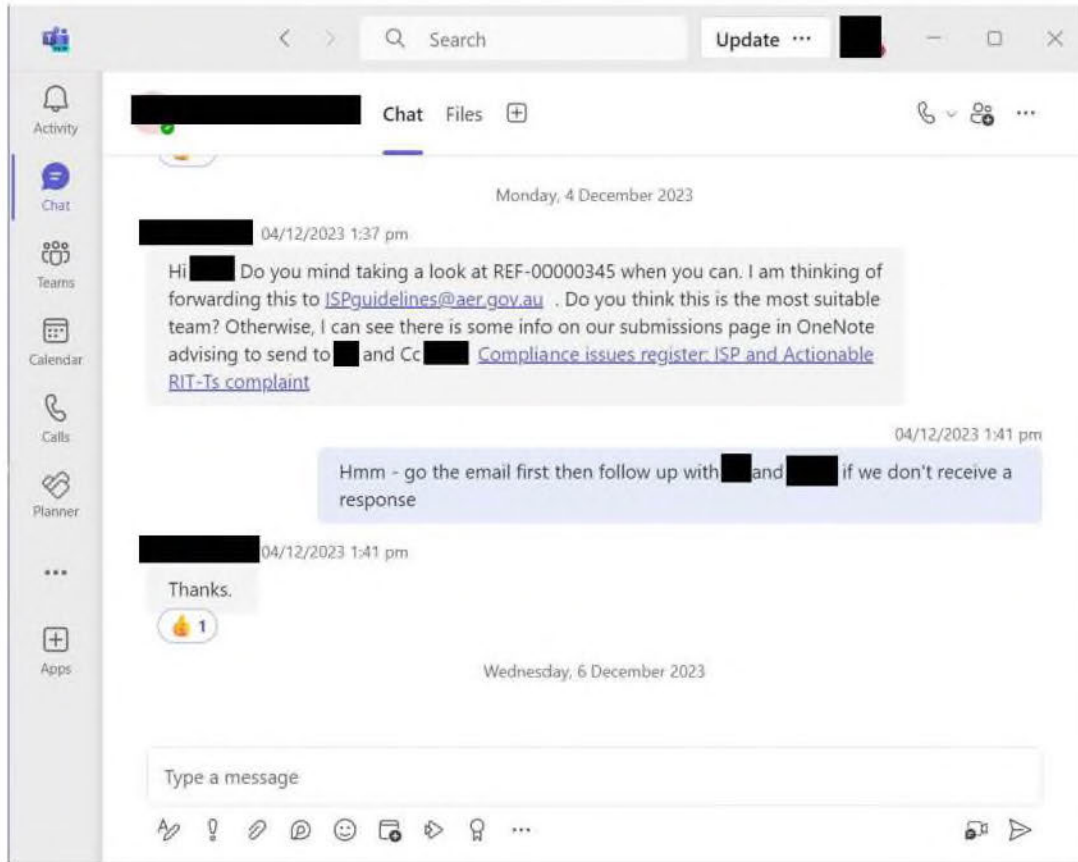 Search
Update ...
Activity
Chat Files
Monday, 4 December 2023
Chat
04/12/2023 1:37 pm
Hi Do you mind taking a look at REF-00000345 when you can. I am thinking of
Teams
forwarding this to ISPguidelines@aer.gov.au . Do you think this is the most suitable
team? Otherwise, I can see there is some info on our submissions page in OneNote
Calendar
advising to send to and Cc Compliance issues register: ISP and Actionable
RIT-Ts complaint
Calls
04/12/2023 1:41 pm
Hmm - go the email first then follow up with and if we don't receive a
response
Planner
04/12/2023 1:41 pm
Thanks.
1
Apps
Wednesday, 6 December 2023
Type a message